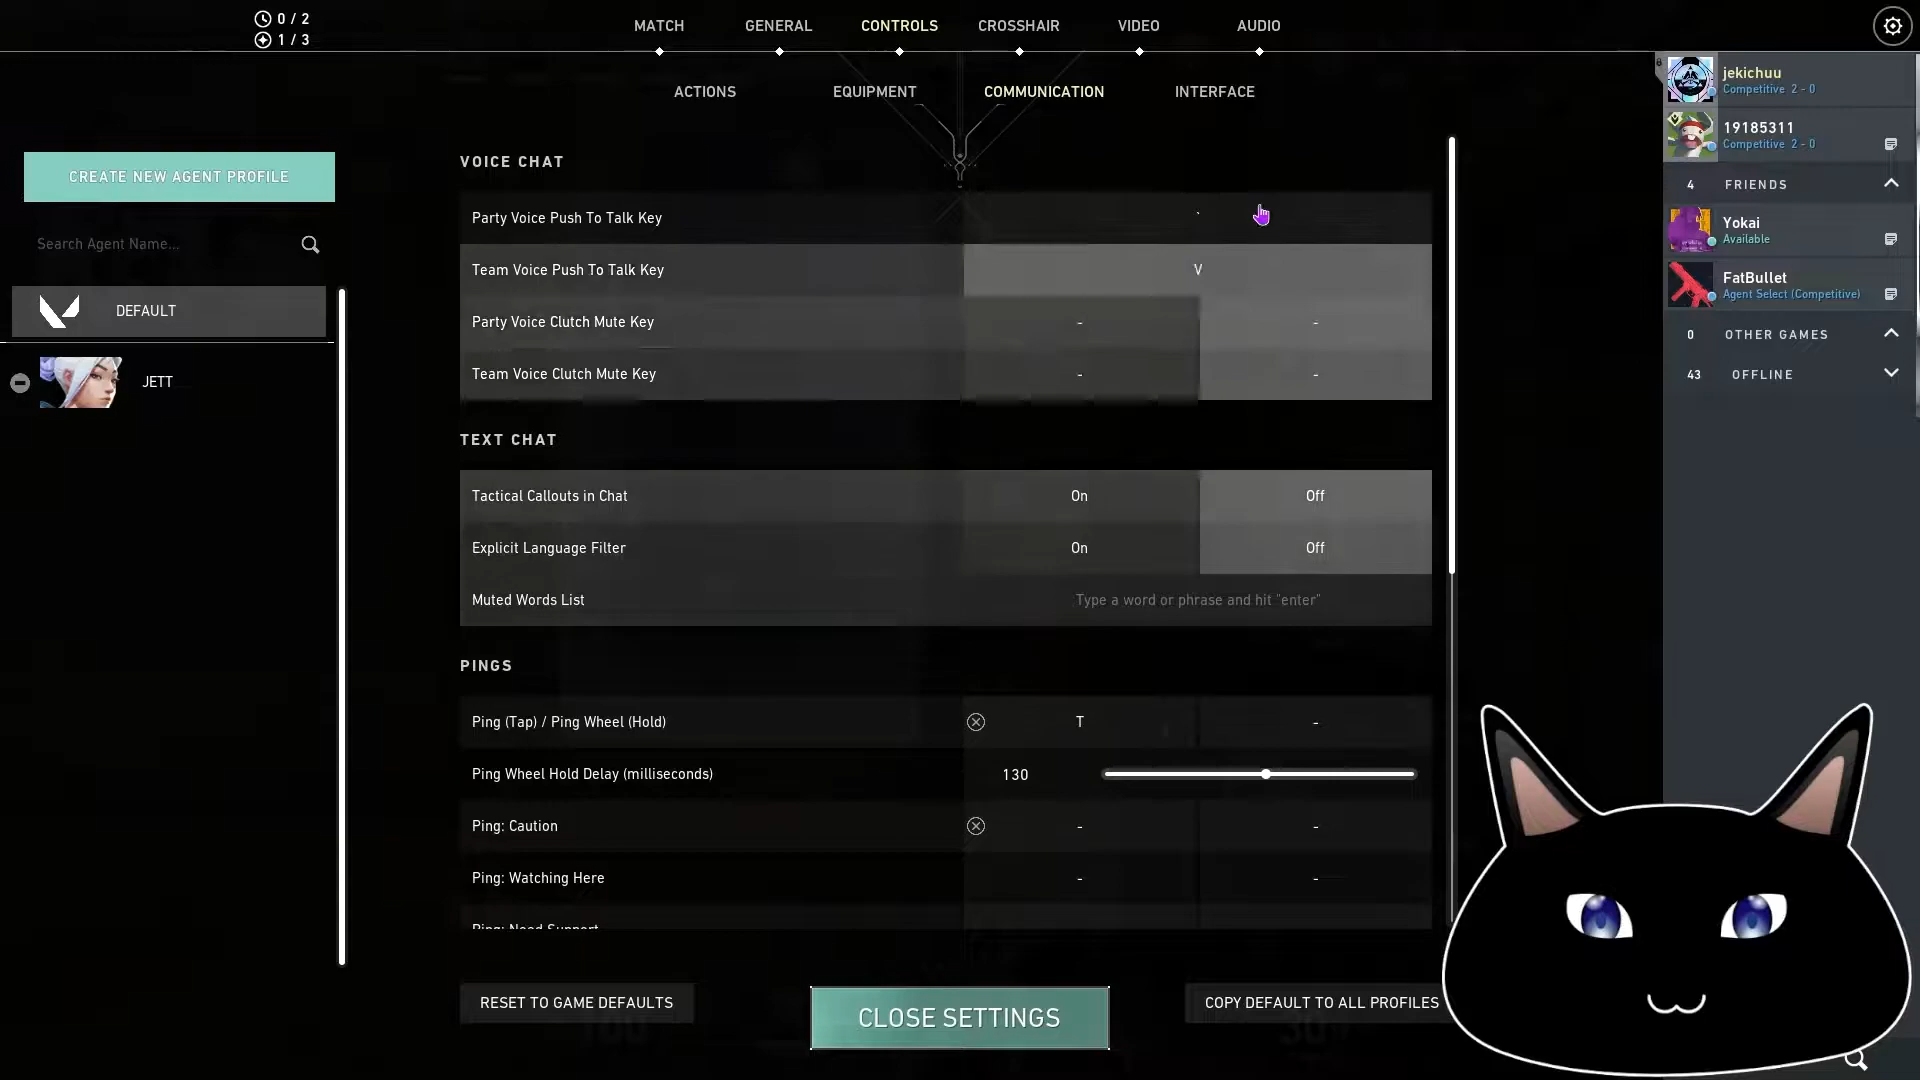 0 / 2
1 / 3
MATCH
GENERAL
CONTROLS
CROSSHAIR
VIDEO
AUDIO
ACTIONS
EQUIPMENT
COMMUNICATION
INTERFACE
CREATE NEW AGENT PROFILE
Search Agent Name...
DEFAULT
JETT
VOICE CHAT
Party Voice Push To Talk Key `
Team Voice Push To Talk Key V
Party Voice Clutch Mute Key - -
Team Voice Clutch Mute Key - -
TEXT CHAT
Tactical Callouts in Chat On Off
Explicit Language Filter On Off
Muted Words List Type a word or phrase and hit "enter"
PINGS
Ping (Tap) / Ping Wheel (Hold) T -
Ping Wheel Hold Delay (milliseconds) 130
Ping: Caution - -
Ping: Watching Here - -
Ping: Need Support
RESET TO GAME DEFAULTS
CLOSE SETTINGS
COPY DEFAULT TO ALL PROFILES
jekichuu
Competitive 2 - 0
19185311
Competitive 2 - 0
4 FRIENDS
Yokai
Available
FatBullet
Agent Select (Competitive)
0 OTHER GAMES
43 OFFLINE